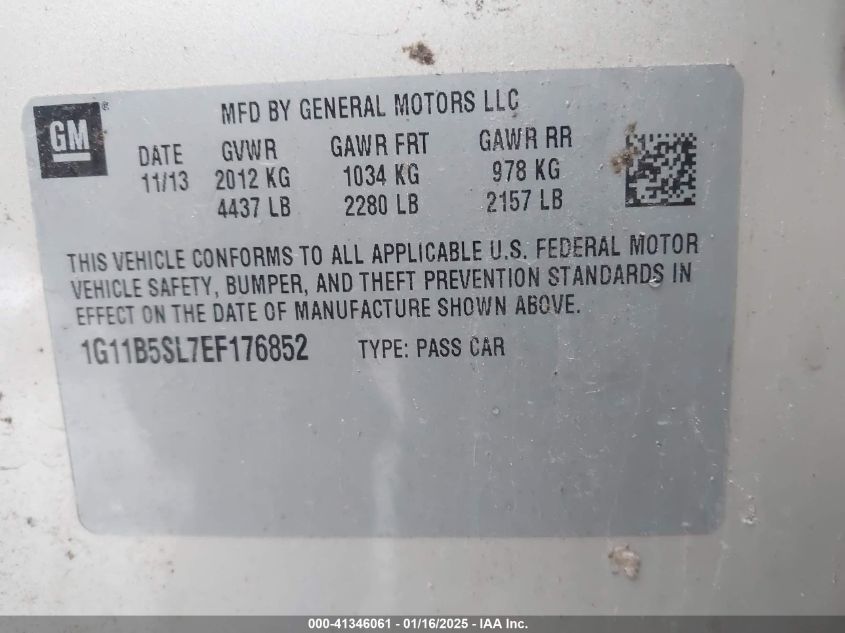 MFD BY GENERAL MOTORS LLC
GM ®
DATE GVWR GAWR FRT GAWR RR
11/13 2012 KG 1034 KG 978 KG
4437 LB 2280 LB 2157 LB
THIS VEHICLE CONFORMS TO ALL APPLICABLE U.S. FEDERAL MOTOR
VEHICLE SAFETY, BUMPER, AND THEFT PREVENTION STANDARDS IN
EFFECT ON THE DATE OF MANUFACTURE SHOWN ABOVE.
1G11B5SL7EF176852 TYPE: PASS CAR
000-41346061 - 01/16/2025 - IAA Inc.